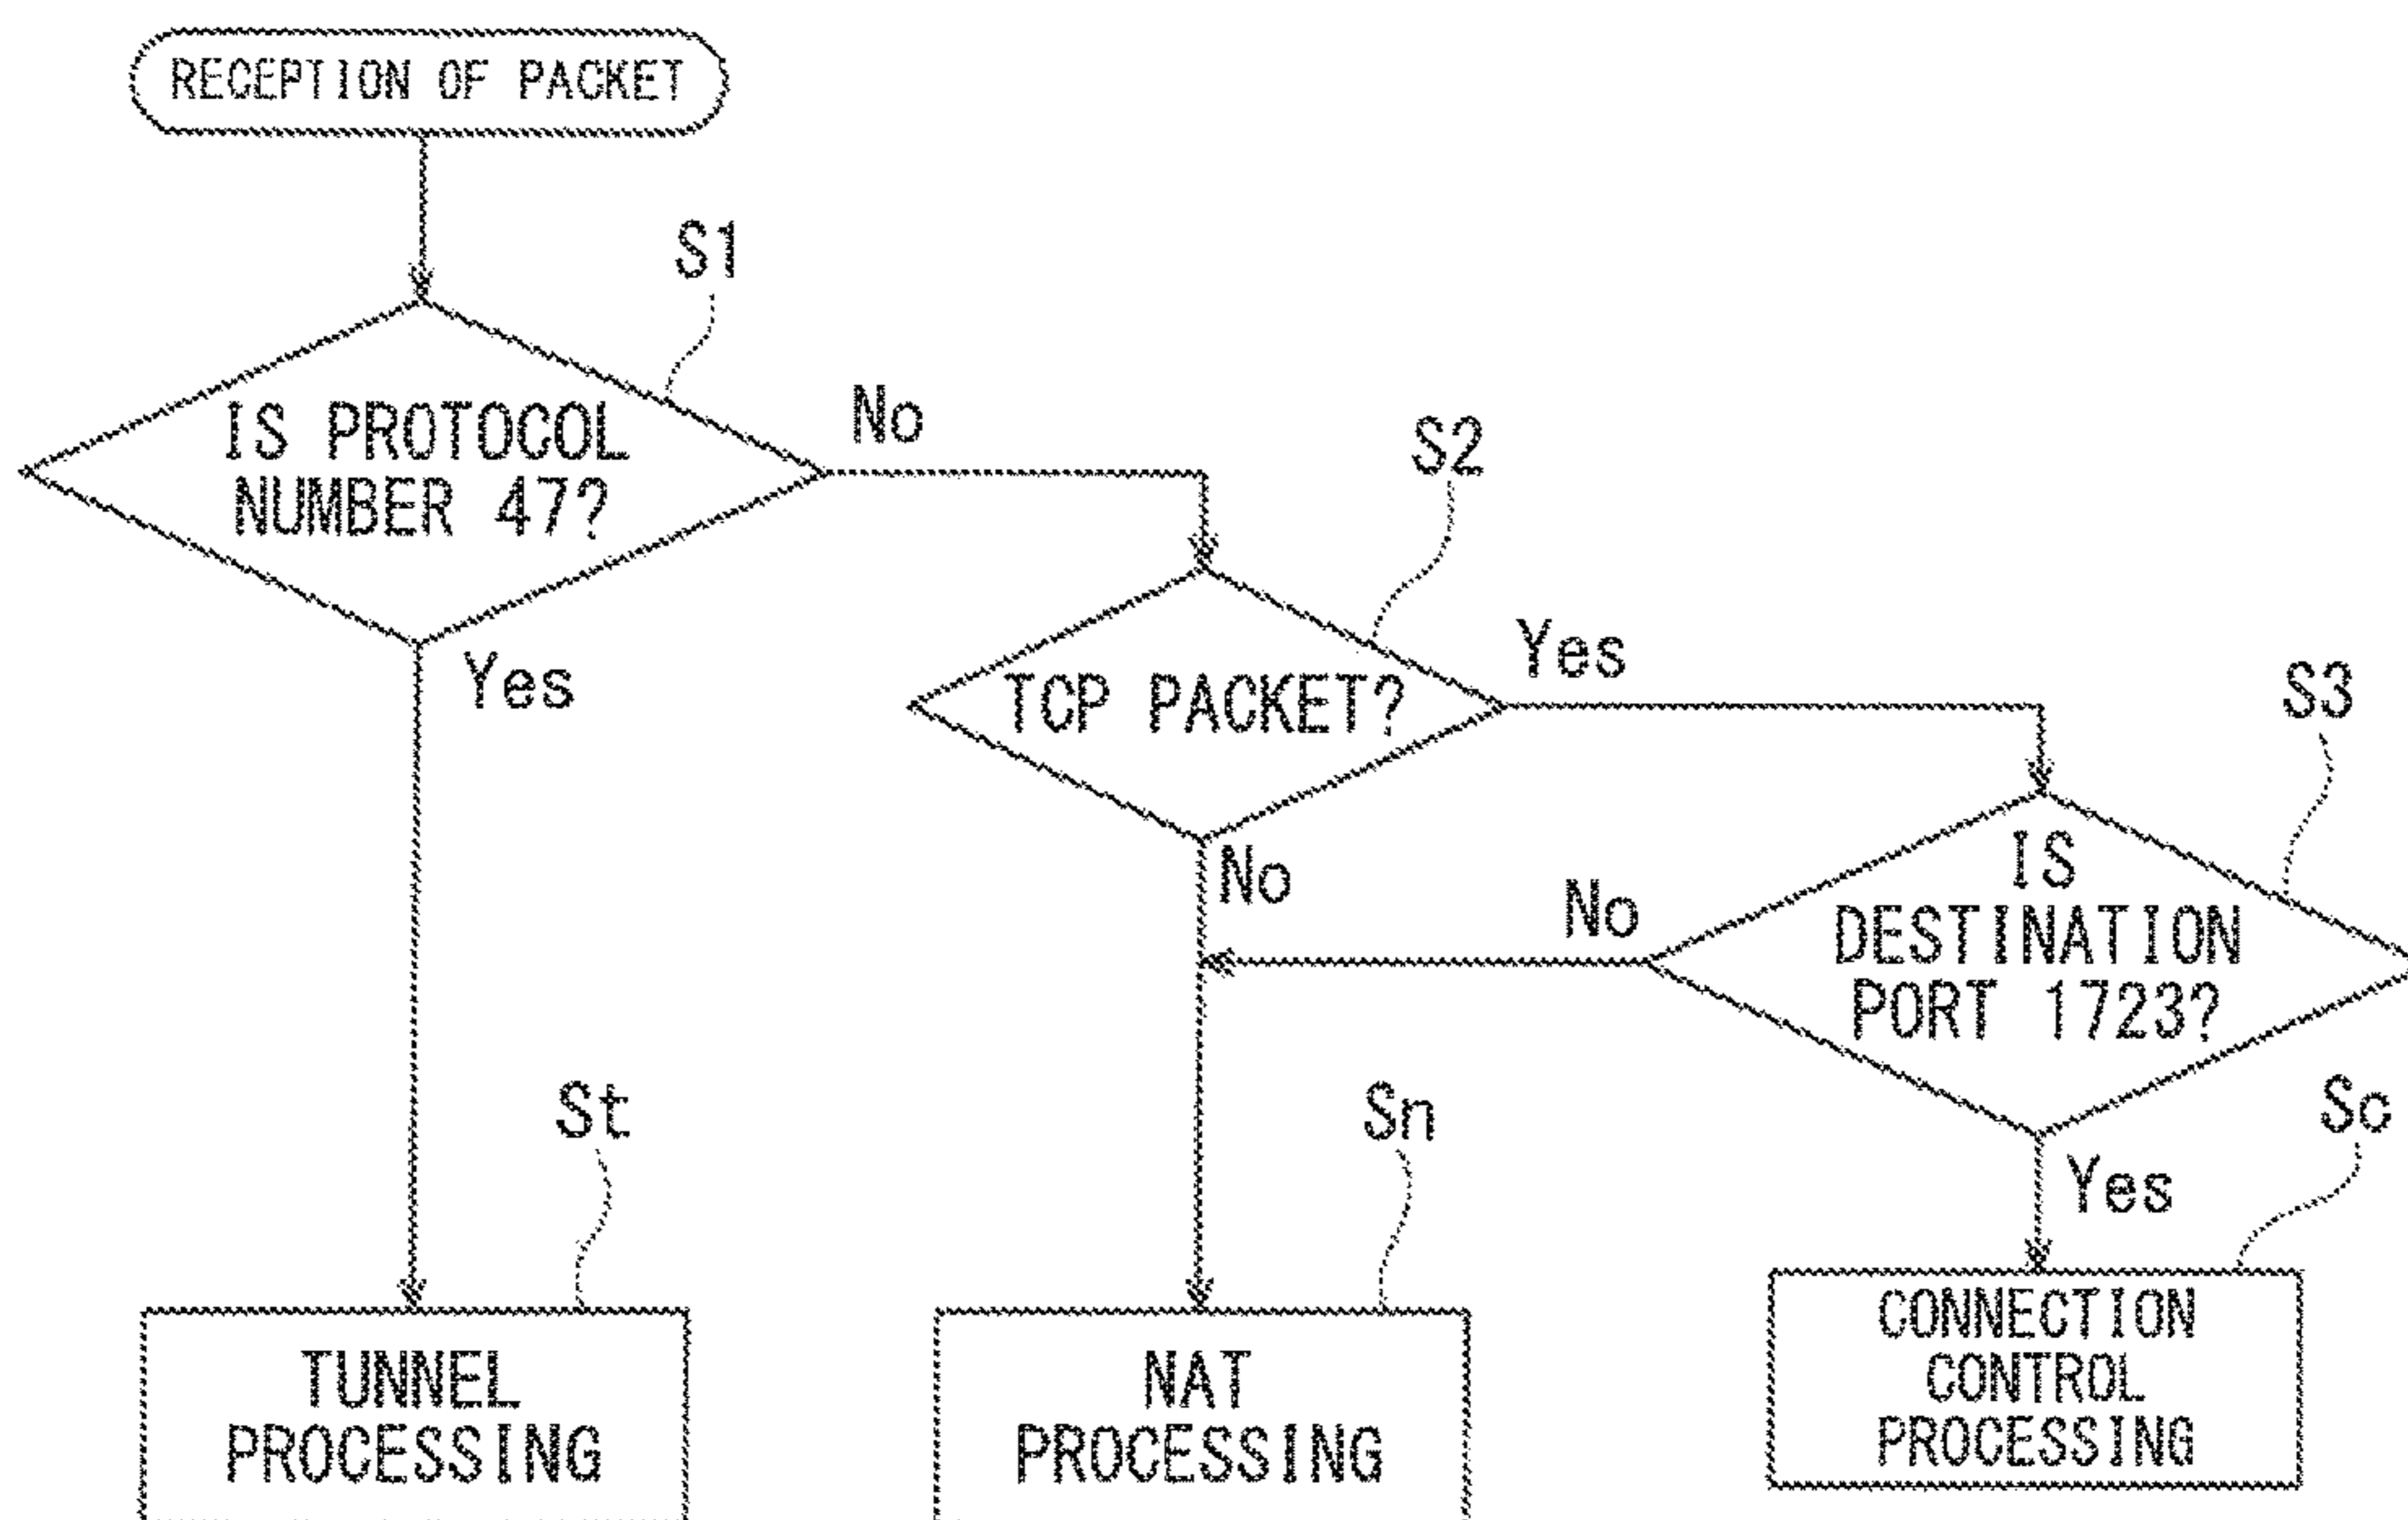 RECEPTION OF PACKET
S1
IS PROTOCOL
NUMBER 47?
No
Yes
S2
TCP PACKET?
Yes
No
S3
IS
DESTINATION
PORT 1723?
No
Yes
St
TUNNEL
PROCESSING
Sn
NAT
PROCESSING
Sc
CONNECTION
CONTROL
PROCESSING